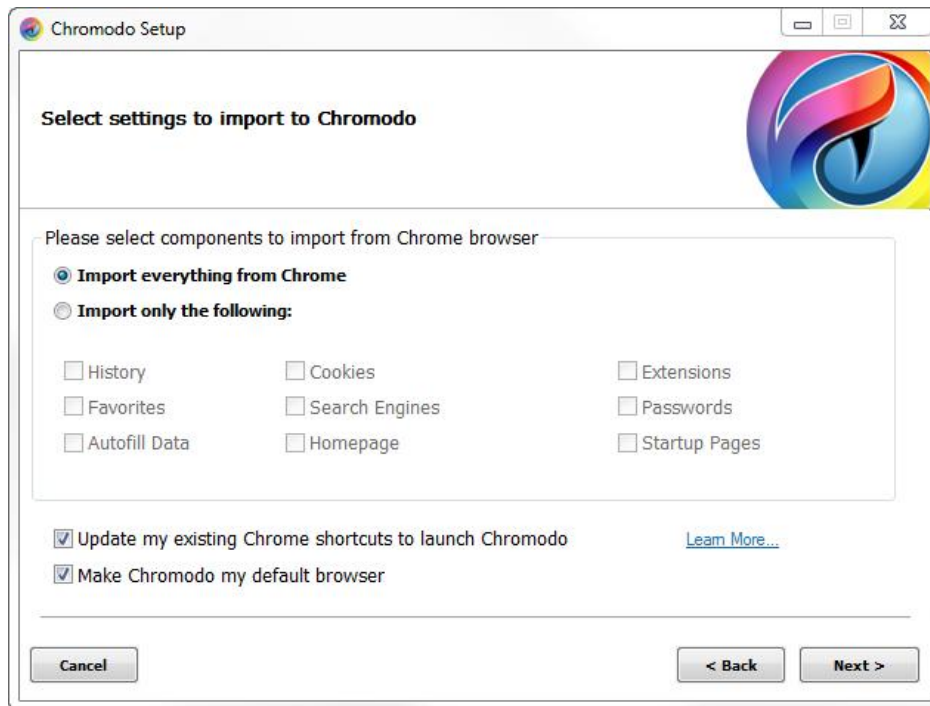 Chromodo Setup
Select settings to import to Chromodo
Please select components to import from Chrome browser
Import everything from Chrome
Import only the following:
History Cookies Extensions
Favorites Search Engines Passwords
Autofill Data Homepage Startup Pages
Update my existing Chrome shortcuts to launch Chromodo Learn More...
Make Chromodo my default browser
Cancel < Back Next >